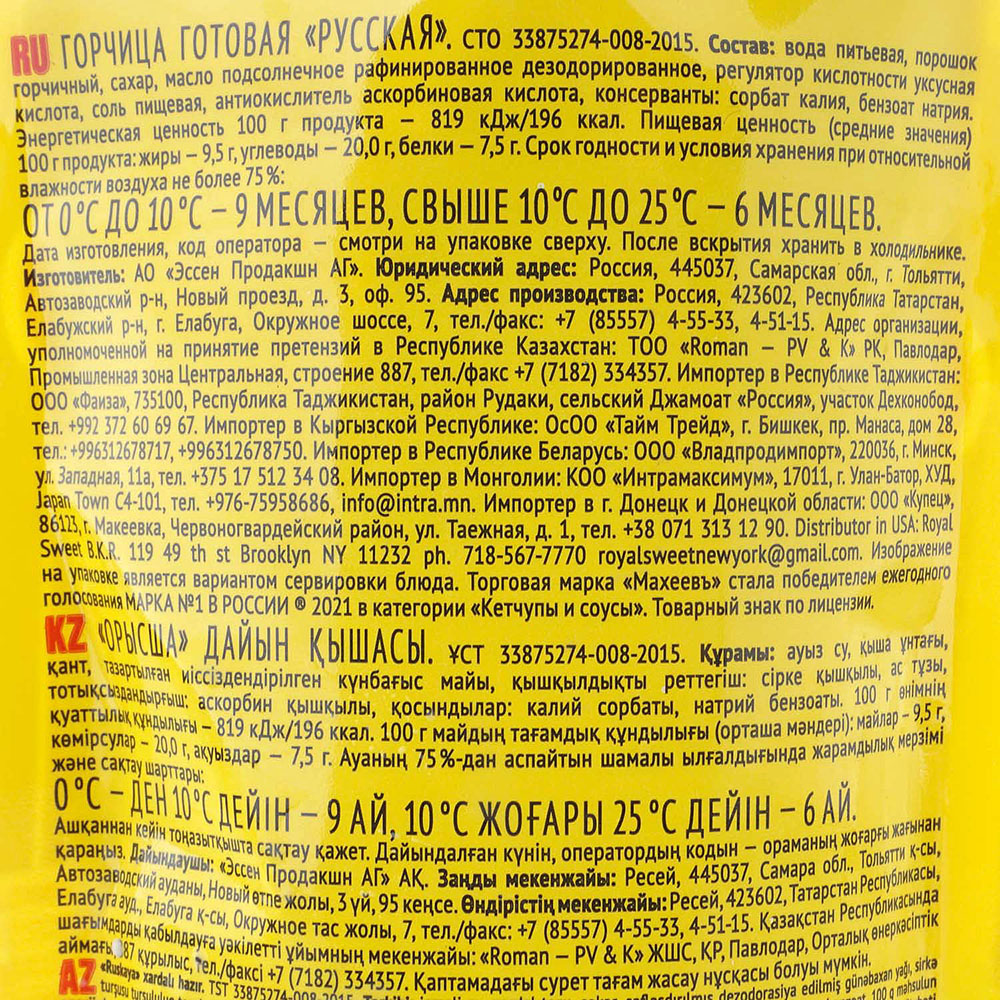 RU ГОРЧИЦА ГОТОВАЯ «РУССКАЯ». СТО 33875274-008-2015. Состав: вода питьевая, порошок
горчичный, сахар, масло подсолнечное рафинированное дезодорированное, регулятор кислотности уксусная
кислота, соль пищевая, антиокислитель аскорбиновая кислота, консерванты: сорбат калия, бензоат натрия.
Энергетическая ценность 100 г продукта – 819 кДж/196 ккал. Пищевая ценность (средние значения)
100 г продукта: жиры – 9,5 г, углеводы – 20,0 г, белки – 7,5 г. Срок годности и условия хранения при относительной
влажности воздуха не более 75%:
ОТ 0°С ДО 10°С – 9 МЕСЯЦЕВ, СВЫШЕ 10°С ДО 25°С – 6 МЕСЯЦЕВ.
Дата изготовления, код оператора – смотри на упаковке сверху. После вскрытия хранить в холодильнике.
Изготовитель: АО «Эссен Продакшн АГ». Юридический адрес: Россия, 445037, Самарская обл., г. Тольятти,
Автозаводский р-н, Новый проезд, д. 3, оф. 95. Адрес производства: Россия, 423602, Республика Татарстан,
Елабужский р-н, г. Елабуга, Окружное шоссе, 7, тел./факс: +7 (85557) 4-55-33, 4-51-15. Адрес организации,
уполномоченной на принятие претензий в Республике Казахстан: ТОО «Roman – PV & K» РК, Павлодар,
Промышленная зона Центральная, строение 887, тел./факс +7 (7182) 334357. Импортер в Республике Таджикистан:
ООО «Фаиза», 735100, Республика Таджикистан, район Рудаки, сельский Джамоат «Россия», участок Дехконобод,
тел. +992 372 60 69 67. Импортер в Кыргызской Республике: ОсОО «Тайм Трейд», г. Бишкек, пр. Манаса, дом 28,
тел.: +996312678717, +996312678750. Импортер в Республике Беларусь: ООО «Владпродимпорт», 220036, г. Минск,
ул. Западная, 11а, тел. +375 17 512 34 08. Импортер в Монголии: КОО «Интрамаксимум», 17011, г. Улан-Батор, ХУД,
Japan Town C4-101, тел. +976-75958686, info@intra.mn. Импортер в г. Донецк и Донецкой области: ООО «Купец»,
86123, г. Макеевка, Червоногвардейский район, ул. Таежная, д. 1, тел. +38 071 313 12 90. Distributor in USA: Royal
Sweet B.K.R. 119 49 th st Brooklyn NY 11232 ph. 718-567-7770 royalsweetnewyork@gmail.com. Изображение
на упаковке является вариантом сервировки блюда. Торговая марка «Махеевъ» стала победителем ежегодного
голосования МАРКА №1 В РОССИИ ® 2021 в категории «Кетчупы и соусы». Товарный знак по лицензии.
KZ «ОРЫСША» ДАЙЫН ҚЫШАСЫ. ҰСТ 33875274-008-2015. Құрамы: ауыз су, қыша ұнтағы,
қант, тазартылған иіссіздендірілген күнбағыс майы, қышқылдықты реттегіш: сірке қышқылы, ас тұзы,
тотықсыздандырғыш: аскорбин қышқылы, қосындылар: калий сорбаты, натрий бензоаты. 100 г өнімнің
қуаттылық құндылығы – 819 кДж/196 ккал. 100 г майдың тағамдық құндылығы (орташа мәндері): майлар – 9,5 г,
көмірсулар – 20,0 г, ақуыздар – 7,5 г. Ауаның 75%-дан аспайтын шамалы ылғалдығында жарамдылық мерзімі
және сақтау шарттары:
0°С – ДЕН 10°С ДЕЙІН – 9 АЙ, 10°С ЖОҒАРЫ 25°С ДЕЙІН – 6 АЙ.
Ашқаннан кейін тоңазытқышта сақтау қажет. Дайындалған күнін, оператордың кодын – ораманың жоғарғы жағынан
қараңыз. Дайындаушы: «Эссен Продакшн АГ» АҚ. Заңды мекенжайы: Ресей, 445037, Самара обл., Тольятти қ-сы,
Автозаводский ауданы, Новый өтпе жолы, 3 үй, 95 кеңсе. Өндірістің мекенжайы: Ресей, 423602, Татарстан Республикасы,
Елабуга ауд., Елабуга қ-сы, Окружное тас жолы, 7, тел./факс: +7 (85557) 4-55-33, 4-51-15. Қазақстан Республикасында
шағымдарды қабылдауға уәкілетті ұйымның мекенжайы: «Roman – PV & K» ЖШС, ҚР, Павлодар, Орталық өнеркәсіптік
аймағы, 887 құрылыс, тел./факсі +7 (7182) 334357. Қаптамадағы сурет тағам жасау нұсқасы болуы мүмкін.
AZ «Ruskaya» xardalı hazır. TST 33875274-008-2015.
dezodorasiya edilmiş günəbaxan yağı, sirkə